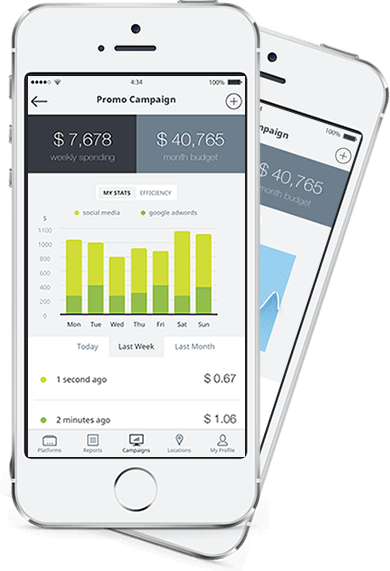 4:34 100%
Promo Campaign
$ 7,678 $ 40,765
weekly spending month budget
MY STATS EFFICIENCY
social media google adwords
$
1100
800
600
400
200
0
Mon Tue Wed Thu Fri Sat Sun
Today Last Week Last Month
1 second ago $ 0.67
2 minutes ago $ 1.06
Platforms Reports Campaigns Locations My Profile
100%
mpaign
$ 40,765
month budget